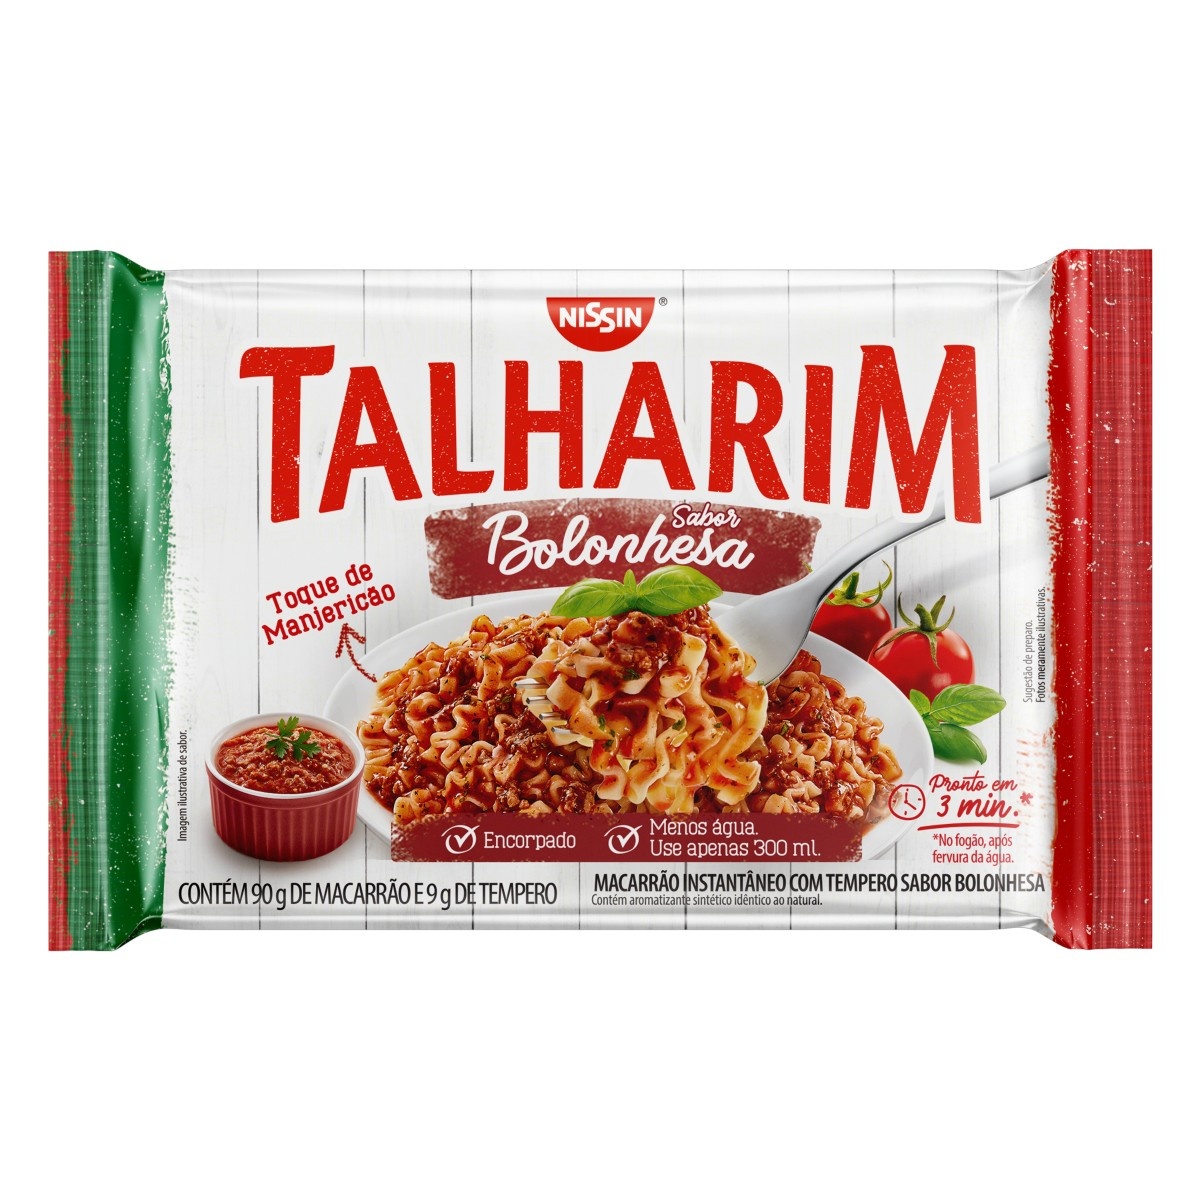 NISSIN
®
TALHARIM
Sabor
Bolonhesa
Toque de
Manjericão
Sugestão de preparo.
Fotos meramente ilustrativas.
Imagem ilustrativa de sabor.
Pronto em
3 min.*
*No fogão, após
fervura da água.
Encorpado
Menos água.
Use apenas 300 ml.
CONTÉM 90 g DE MACARRÃO E 9 g DE TEMPERO
MACARRÃO INSTANTÂNEO COM TEMPERO SABOR BOLONHESA
Contém aromatizante sintético idêntico ao natural.